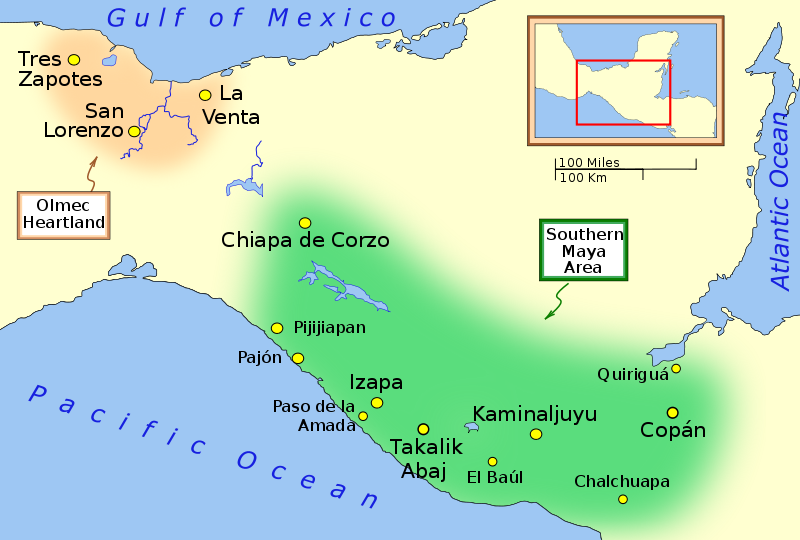 Gulf of Mexico
Tres
Zapotes
La
Venta
San
Lorenzo
100 Miles
100 Km
Atlantic Ocean
Olmec
Heartland
Southern
Maya
Area
Chiapa de Corzo
Pijijiapan
Pajón
Quiriguá
Izapa
Paso de la
Amada
Kaminaljuyu
Copán
Takalik
Abaj
El Baúl
Chalchuapa
Pacific Ocean